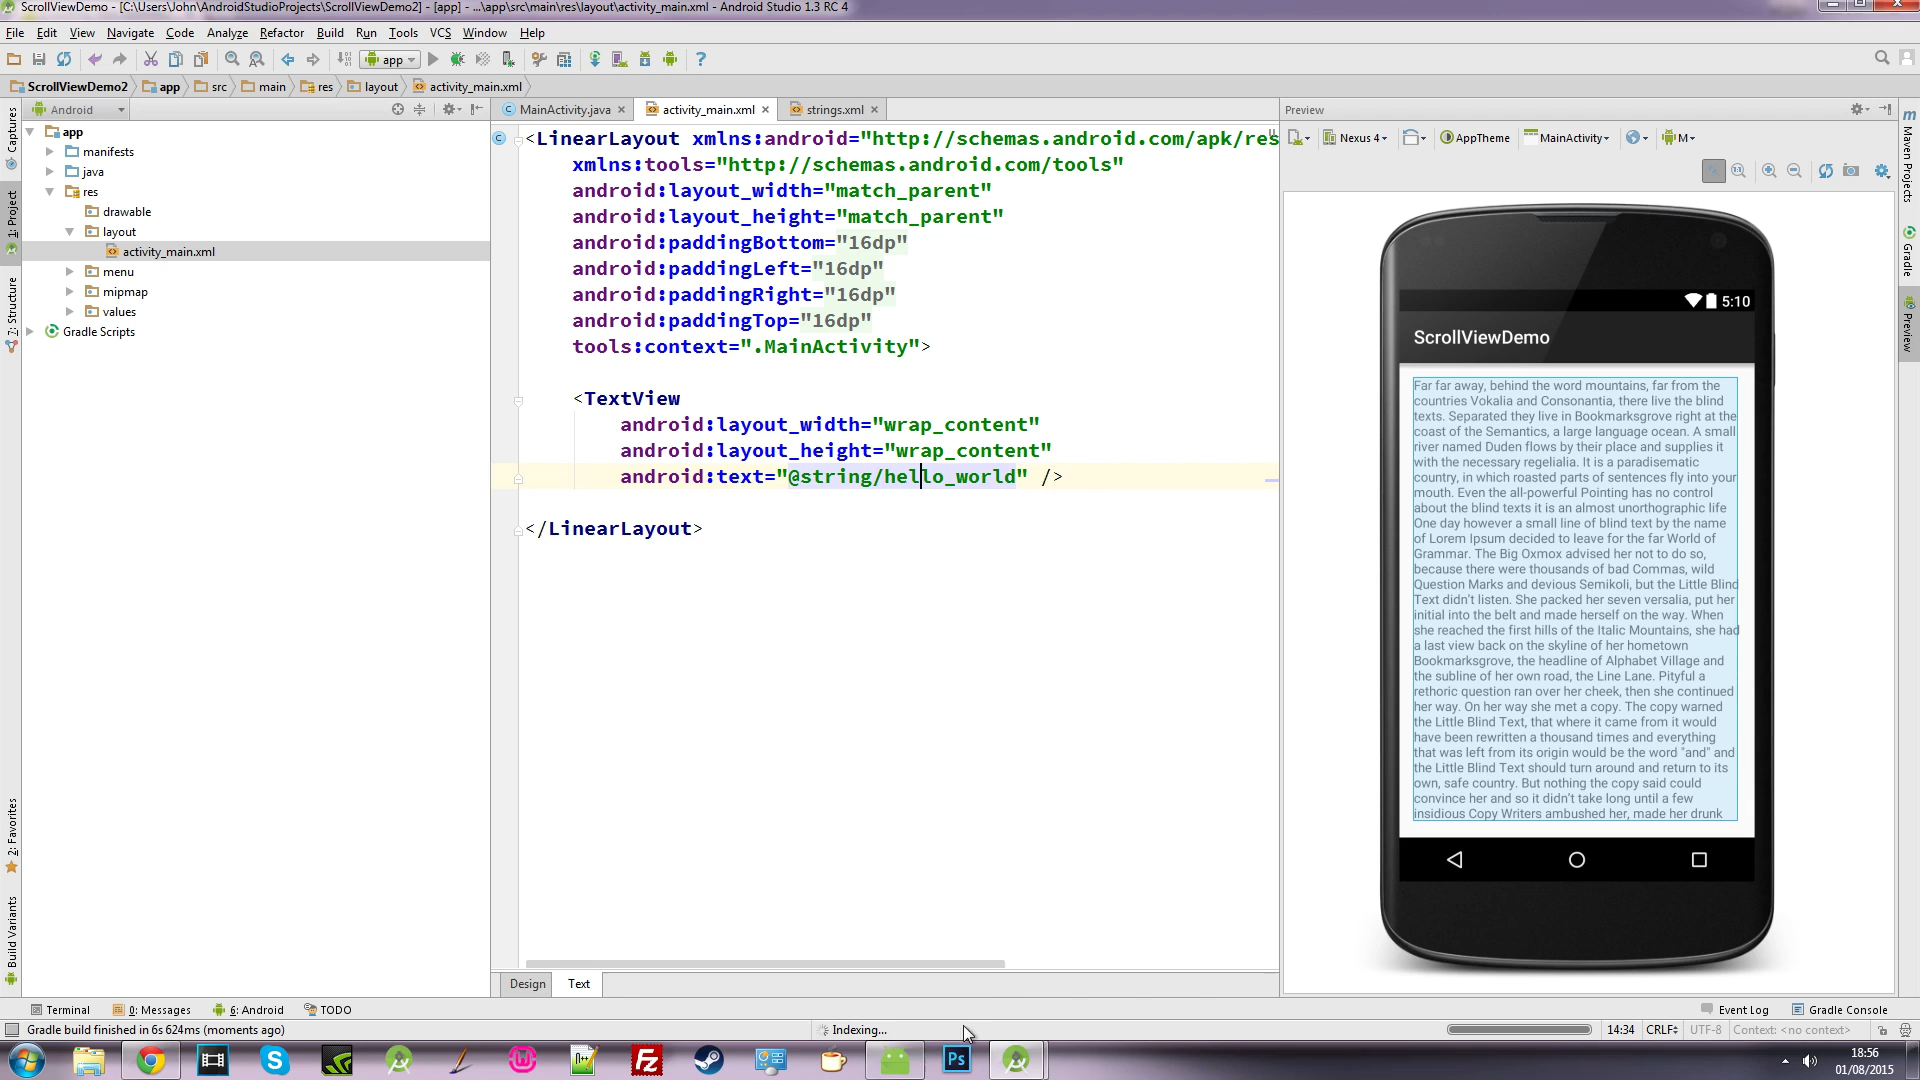 ScrollViewDemo - [C:\Users\John\AndroidStudioProjects\ScrollViewDemo2] - [app] - ...\app\src\main\res\layout\activity_main.xml - Android Studio 1.3 RC 4
File Edit View Navigate Code Analyze Refactor Build Run Tools VCS Window Help
app
ScrollViewDemo2 app src main res layout activity_main.xml
Captures
1: Project
7: Structure
2: Favorites
Build Variants
Android
app
manifests
java
res
drawable
layout
activity_main.xml
menu
mipmap
values
Gradle Scripts
MainActivity.java activity_main.xml strings.xml
<LinearLayout xmlns:android="http://schemas.android.com/apk/res
xmlns:tools="http://schemas.android.com/tools"
android:layout_width="match_parent"
android:layout_height="match_parent"
android:paddingBottom="16dp"
android:paddingLeft="16dp"
android:paddingRight="16dp"
android:paddingTop="16dp"
tools:context=".MainActivity">
<TextView
android:layout_width="wrap_content"
android:layout_height="wrap_content"
android:text="@string/hello_world" />
</LinearLayout>
Design Text
Preview
Nexus 4 AppTheme MainActivity M
5:10
ScrollViewDemo
Far far away, behind the word mountains, far from the
countries Vokalia and Consonantia, there live the blind
texts. Separated they live in Bookmarksgrove right at the
coast of the Semantics, a large language ocean. A small
river named Duden flows by their place and supplies it
with the necessary regelialia. It is a paradisematic
country, in which roasted parts of sentences fly into your
mouth. Even the all-powerful Pointing has no control
about the blind texts it is an almost unorthographic life
One day however a small line of blind text by the name
of Lorem Ipsum decided to leave for the far World of
Grammar. The Big Oxmox advised her not to do so,
because there were thousands of bad Commas, wild
Question Marks and devious Semikoli, but the Little Blind
Text didn't listen. She packed her seven versalia, put her
initial into the belt and made herself on the way. When
she reached the first hills of the Italic Mountains, she had
a last view back on the skyline of her hometown
Bookmarksgrove, the headline of Alphabet Village and
the subline of her own road, the Line Lane. Pityful a
rethoric question ran over her cheek, then she continued
her way. On her way she met a copy. The copy warned
the Little Blind Text, that where it came from it would
have been rewritten a thousand times and everything
that was left from its origin would be the word "and" and
the Little Blind Text should turn around and return to its
own, safe country. But nothing the copy said could
convince her and so it didn't take long until a few
insidious Copy Writers ambushed her, made her drunk
Maven Projects
Gradle
Preview
Terminal 0: Messages 6: Android TODO Event Log Gradle Console
Gradle build finished in 6s 624ms (moments ago) Indexing... 14:34 CRLF UTF-8 Context: <no context>
Fz Ps
18:56
01/08/2015